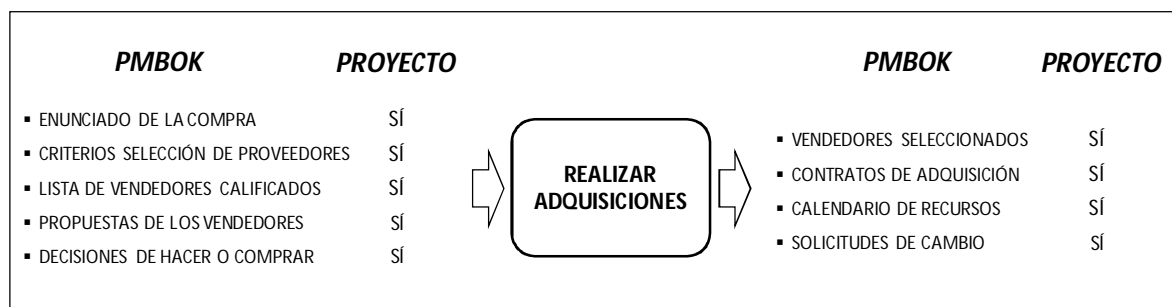 PMBOK PROYECTO
▪ ENUNCIADO DE LA COMPRA SÍ
▪ CRITERIOS SELECCIÓN DE PROVEEDORES SÍ
▪ LISTA DE VENDEDORES CALIFICADOS SÍ
▪ PROPUESTAS DE LOS VENDEDORES SÍ
▪ DECISIONES DE HACER O COMPRAR SÍ
REALIZAR
ADQUISICIONES
PMBOK PROYECTO
▪ VENDEDORES SELECCIONADOS SÍ
▪ CONTRATOS DE ADQUISICIÓN SÍ
▪ CALENDARIO DE RECURSOS SÍ
▪ SOLICITUDES DE CAMBIO SÍ